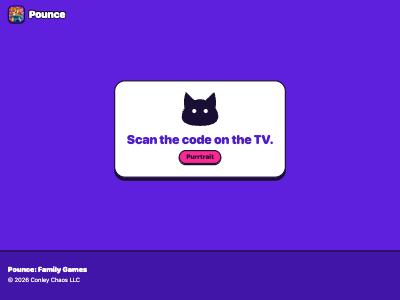 Pounce
Scan the code on the TV.
Purrtrait
Pounce: Family Games
© 2026 Conley Chaos LLC